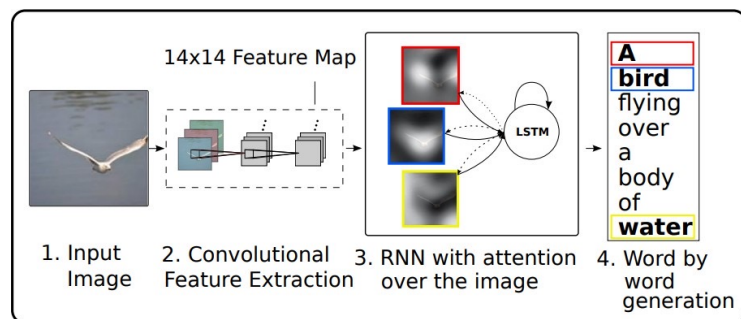 14x14 Feature Map
LSTM
A
bird
flying
over
a
body
of
water
1. Input
Image
2. Convolutional
Feature Extraction
3. RNN with attention
over the image
4. Word by
word
generation